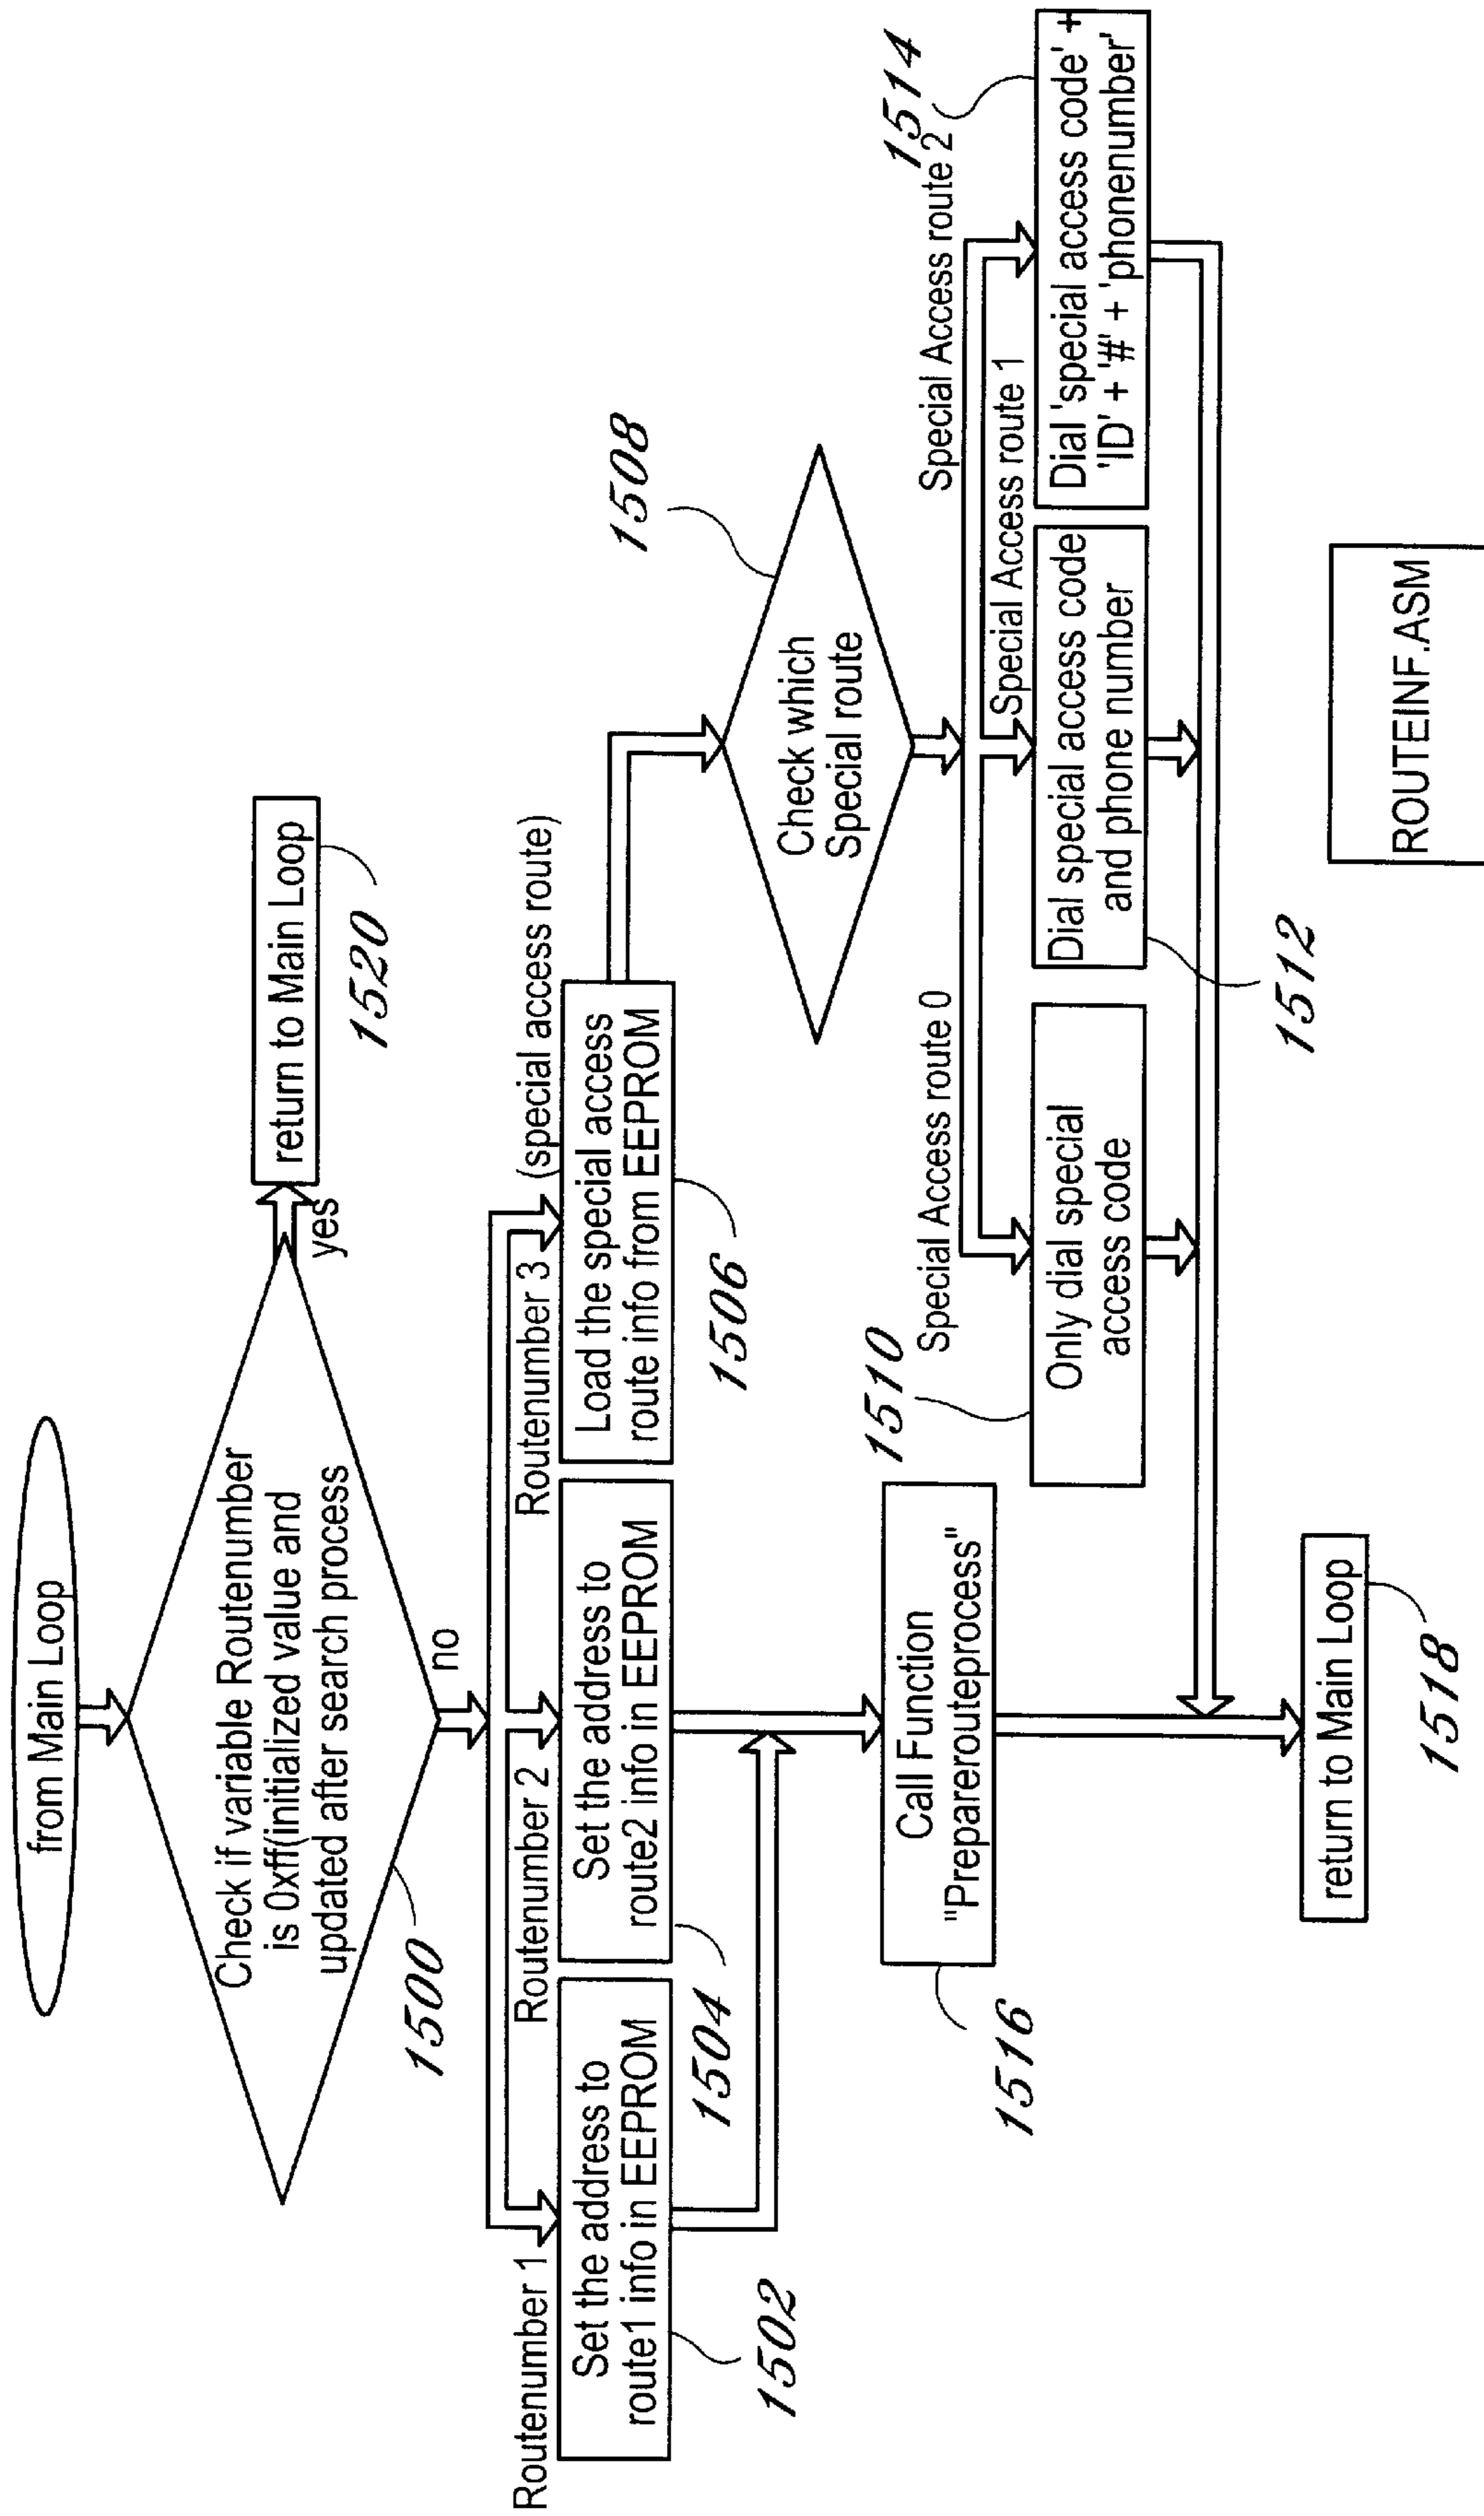 from Main Loop
Check if variable Routenumber
is 0xff(initialized value and
updated after search process
1500
yes
return to Main Loop
1520
no
Routenumber 1
Routenumber 2
Routenumber 3
(special access route)
Set the address to
route1 info in EEPROM
1502
Set the address to
route2 info in EEPROM
1504
Load the special access
route info from EEPROM
1506
Check which
Special route
1508
Special Access route 0
Special Access route 1
Special Access route 2
Only dial special
access code
1510
Dial special access code
and phone number
1512
Dial 'special access code' +
'ID' + '#' + 'phonenumber'
1514
Call Function
"Preparerouteprocess"
1516
return to Main Loop
1518
ROUTEINF.ASM